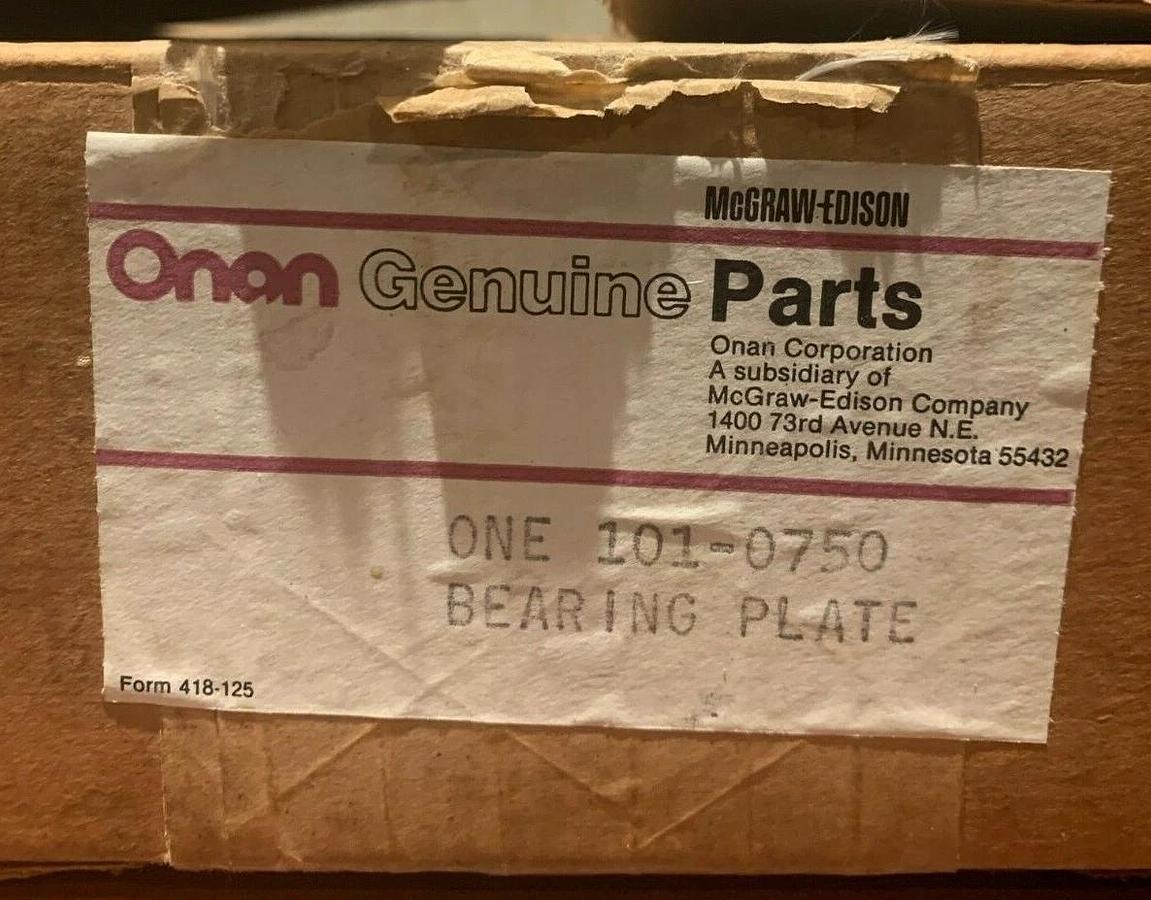 McGRAW-EDISON
Onan Genuine Parts
Onan Corporation
A subsidiary of
McGraw-Edison Company
1400 73rd Avenue N.E.
Minneapolis, Minnesota 55432
ONE 101-0750
BEARING PLATE
Form 418-125